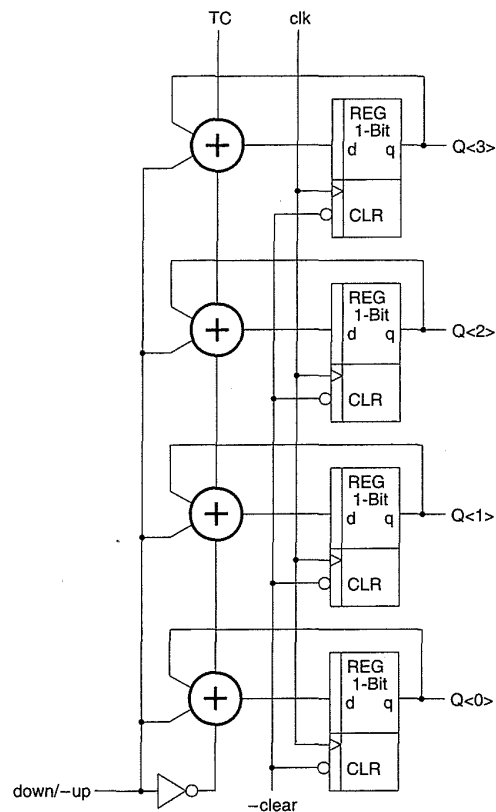 TC
clk
REG
1-Bit
d q
Q<3>
CLR
REG
1-Bit
d q
Q<2>
CLR
REG
1-Bit
d q
Q<1>
CLR
REG
1-Bit
d q
Q<0>
CLR
down/-up
-clear